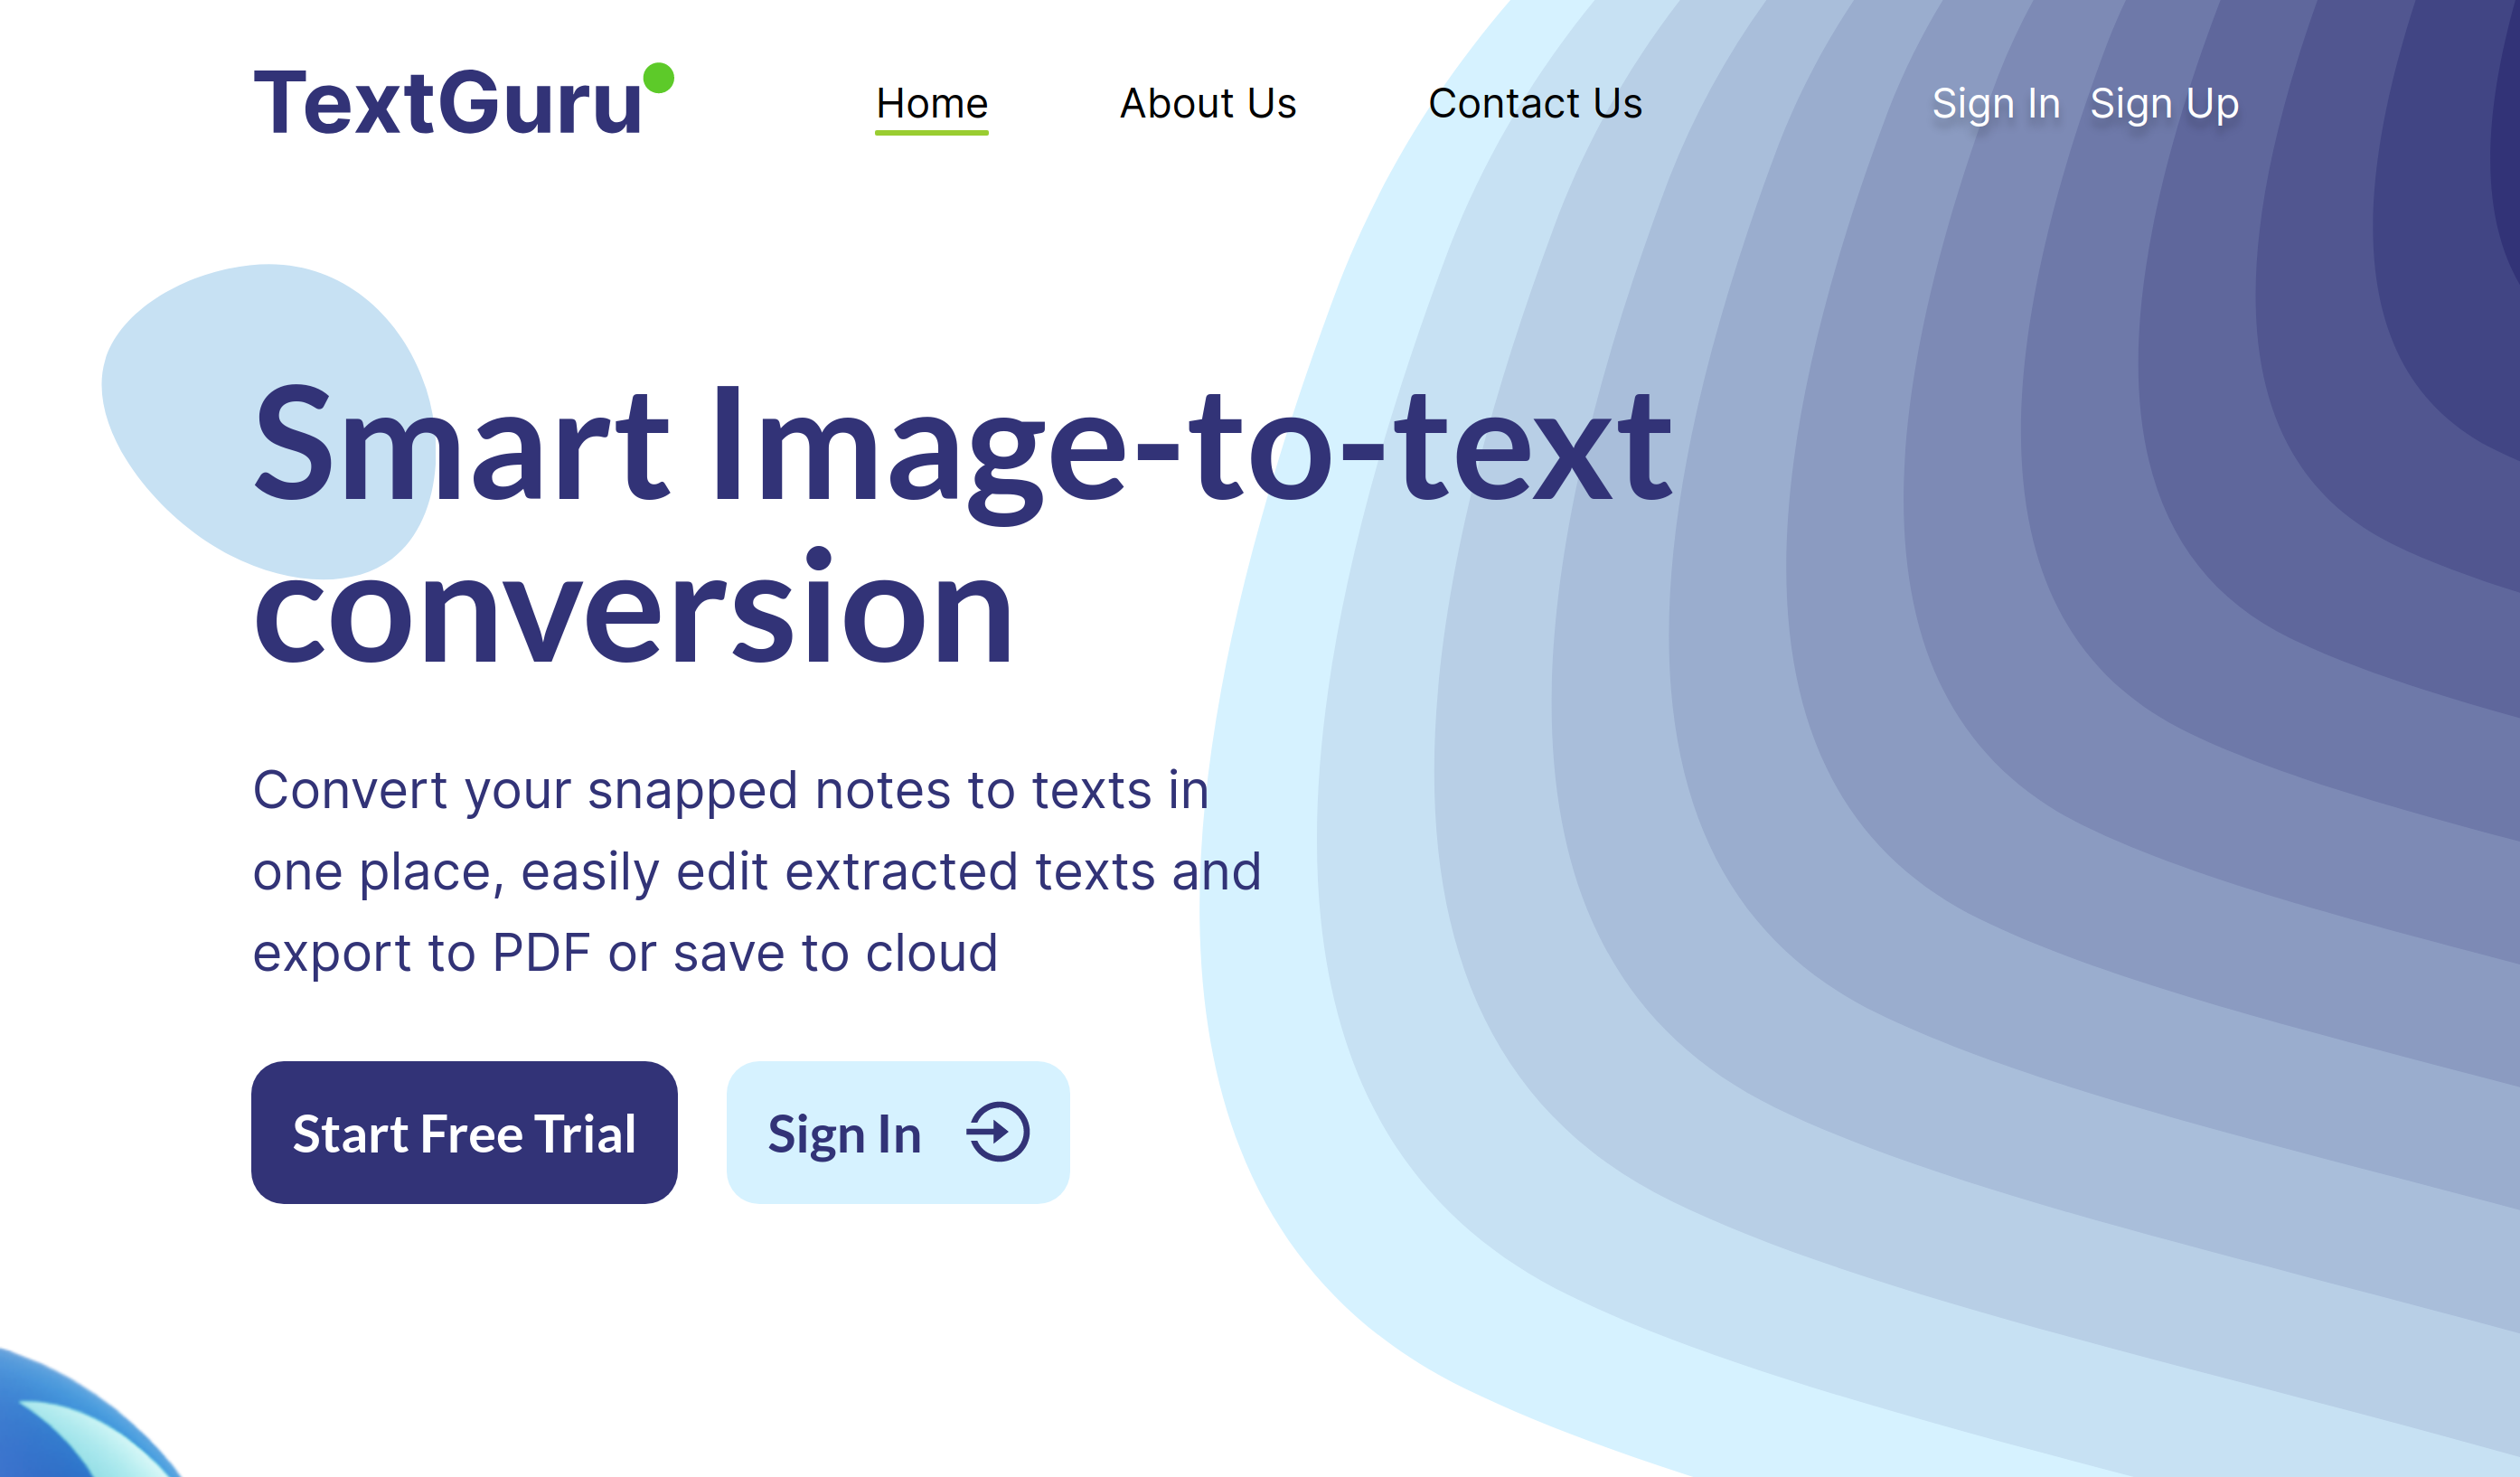 TextGuru
Home About Us Contact Us Sign In Sign Up
Smart Image-to-text
conversion
Convert your snapped notes to texts in
one place, easily edit extracted texts and
export to PDF or save to cloud
Start Free Trial Sign In